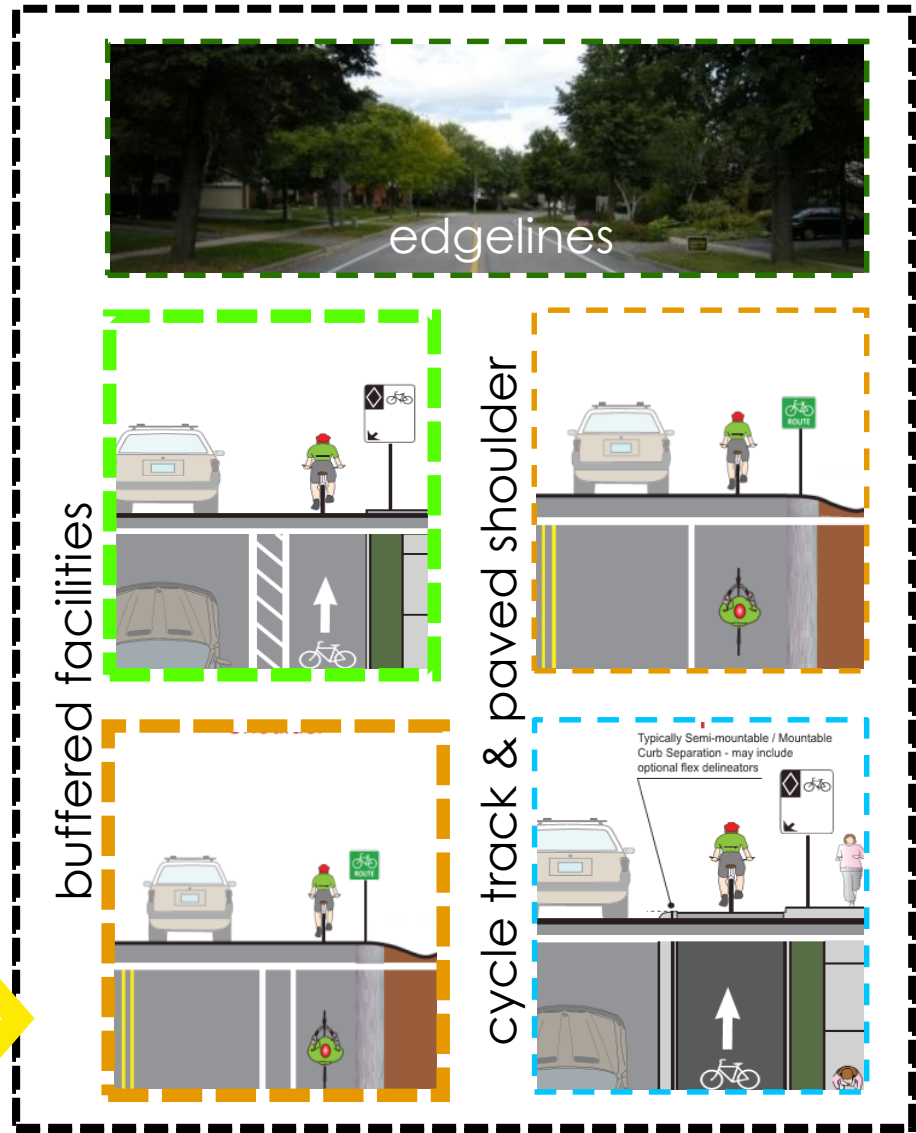 edgelines
buffered facilities
cycle track & paved shoulder
ROUTE
ROUTE
Typically Semi-mountable / Mountable
Curb Separation - may include
optional flex delineators